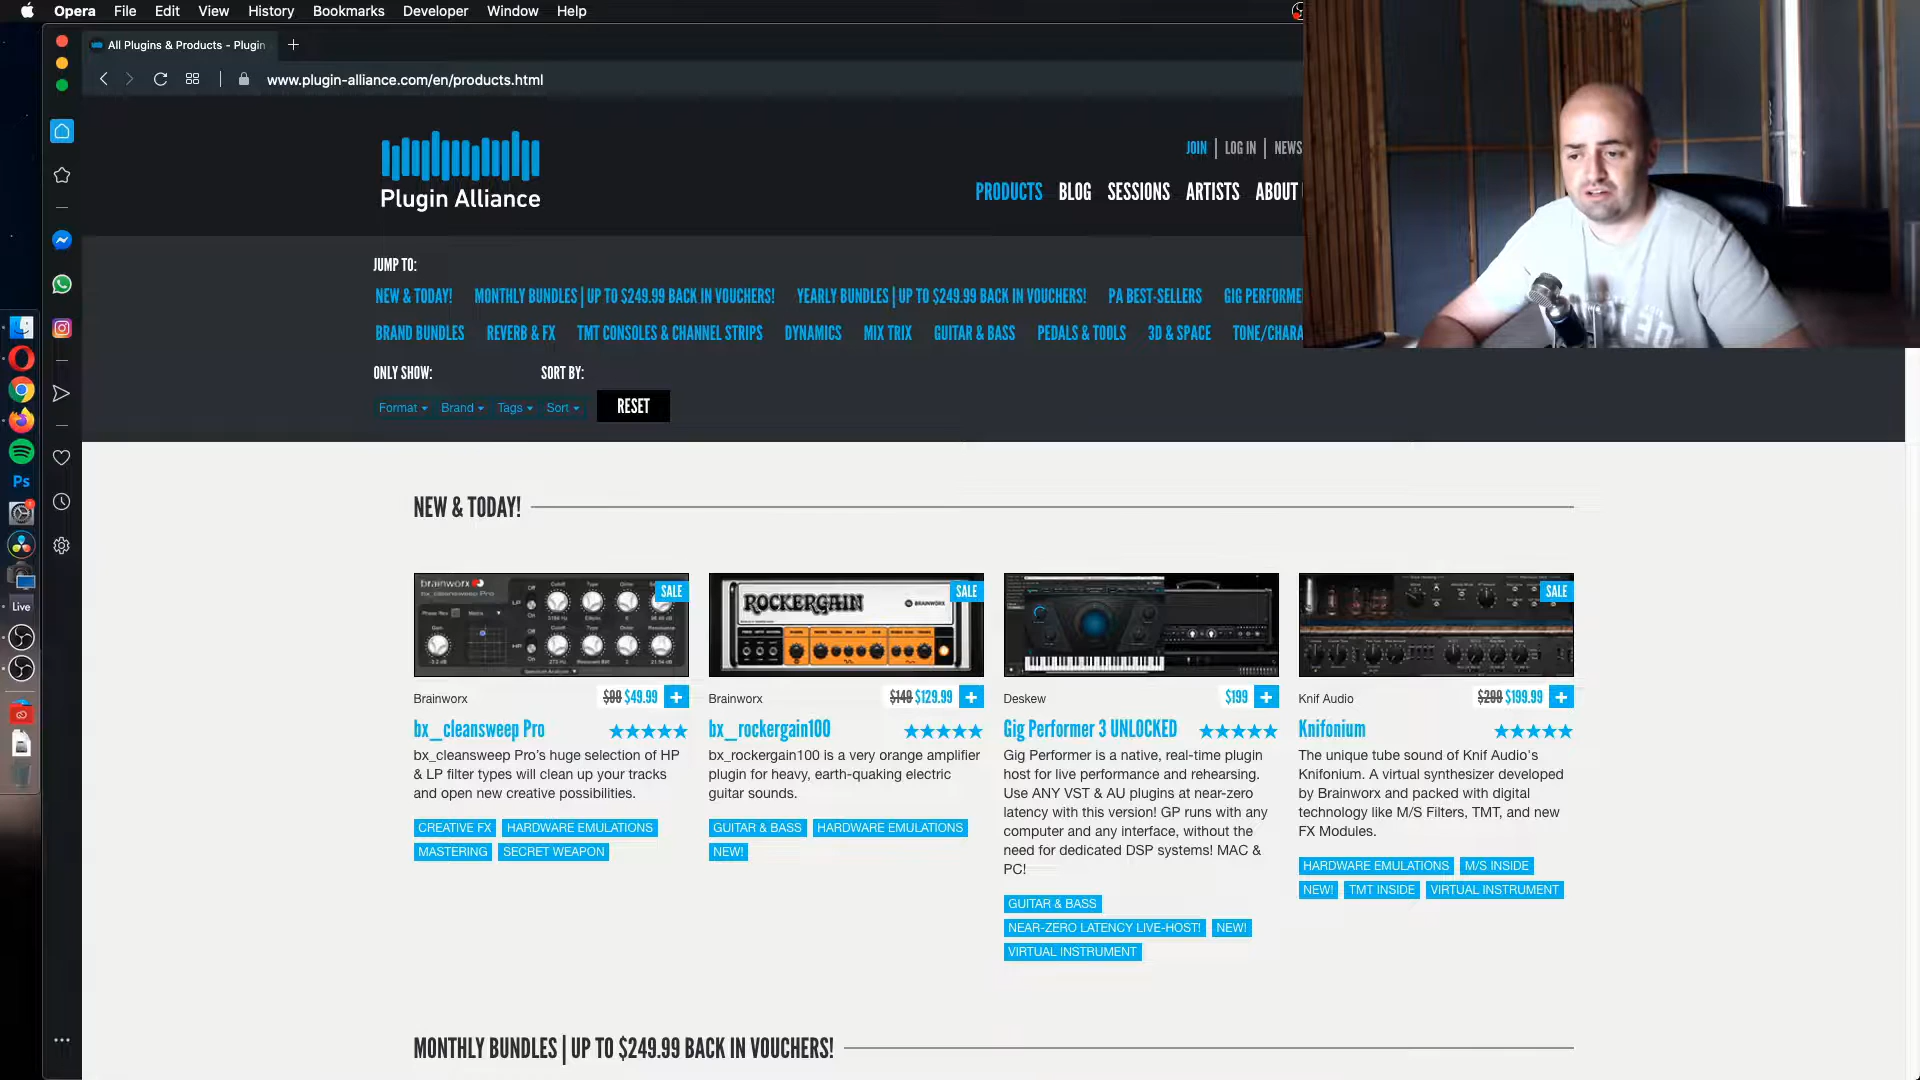 Opera File Edit View History Bookmarks Developer Window Help
All Plugins & Products - Plugin
www.plugin-alliance.com/en/products.html
Plugin Alliance
JOIN | LOG IN | NEWS
PRODUCTS BLOG SESSIONS ARTISTS ABOUT
JUMP TO:
NEW & TODAY! MONTHLY BUNDLES | UP TO $249.99 BACK IN VOUCHERS! YEARLY BUNDLES | UP TO $249.99 BACK IN VOUCHERS! PA BEST-SELLERS GIG PERFORME
BRAND BUNDLES REVERB & FX TMT CONSOLES & CHANNEL STRIPS DYNAMICS MIX TRIX GUITAR & BASS PEDALS & TOOLS 3D & SPACE TONE/CHARA
ONLY SHOW: SORT BY:
Format Brand Tags Sort RESET
Ps
Live
NEW & TODAY!
brainworx
bx_cleansweep Pro
SALE
ROCKERGAIN
BRAINWORX
SALE
SALE
Brainworx $99 $49.99 +
bx_cleansweep Pro
bx_cleansweep Pro's huge selection of HP
& LP filter types will clean up your tracks
and open new creative possibilities.
CREATIVE FX HARDWARE EMULATIONS
MASTERING SECRET WEAPON
Brainworx $149 $129.99 +
bx_rockergain100
bx_rockergain100 is a very orange amplifier
plugin for heavy, earth-quaking electric
guitar sounds.
GUITAR & BASS HARDWARE EMULATIONS
NEW!
Deskew $199 +
Gig Performer 3 UNLOCKED
Gig Performer is a native, real-time plugin
host for live performance and rehearsing.
Use ANY VST & AU plugins at near-zero
latency with this version! GP runs with any
computer and any interface, without the
need for dedicated DSP systems! MAC &
PC!
GUITAR & BASS
NEAR-ZERO LATENCY LIVE-HOST! NEW!
VIRTUAL INSTRUMENT
Knif Audio $299 $199.99 +
Knifonium
The unique tube sound of Knif Audio's
Knifonium. A virtual synthesizer developed
by Brainworx and packed with digital
technology like M/S Filters, TMT, and new
FX Modules.
HARDWARE EMULATIONS M/S INSIDE
NEW! TMT INSIDE VIRTUAL INSTRUMENT
MONTHLY BUNDLES | UP TO $249.99 BACK IN VOUCHERS!